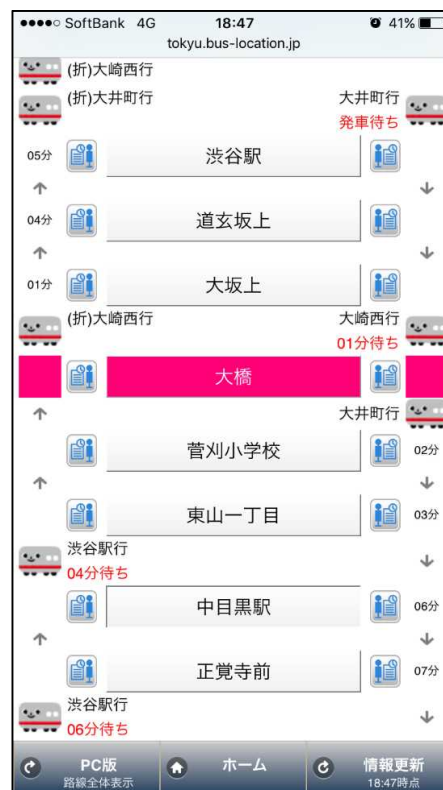 ●●●●○ SoftBank 4G 18:47 41%
tokyu.bus-location.jp
(折)大崎西行
(折)大井町行 大井町行
発車待ち
05分 渋谷駅
↑ ↓
04分 道玄坂上
↑ ↓
01分 大坂上
(折)大崎西行 大崎西行
01分待ち
大橋
↑ 大井町行
菅刈小学校 02分
↑ ↓
東山一丁目 03分
渋谷駅行 ↓
04分待ち
中目黒駅 06分
↑ ↓
正覚寺前 07分
渋谷駅行 ↓
06分待ち
PC版 ホーム 情報更新
路線全体表示 18:47時点